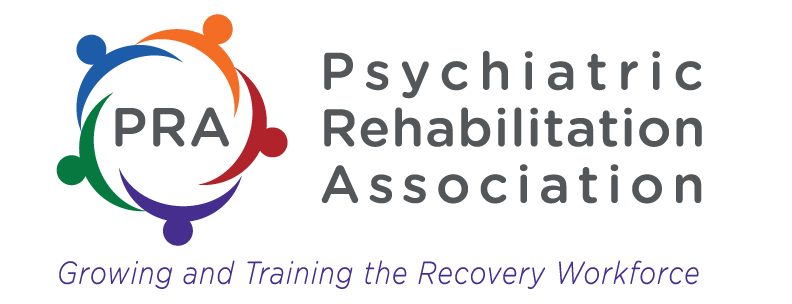 PRA
Psychiatric
Rehabilitation
Association
Growing and Training the Recovery Workforce